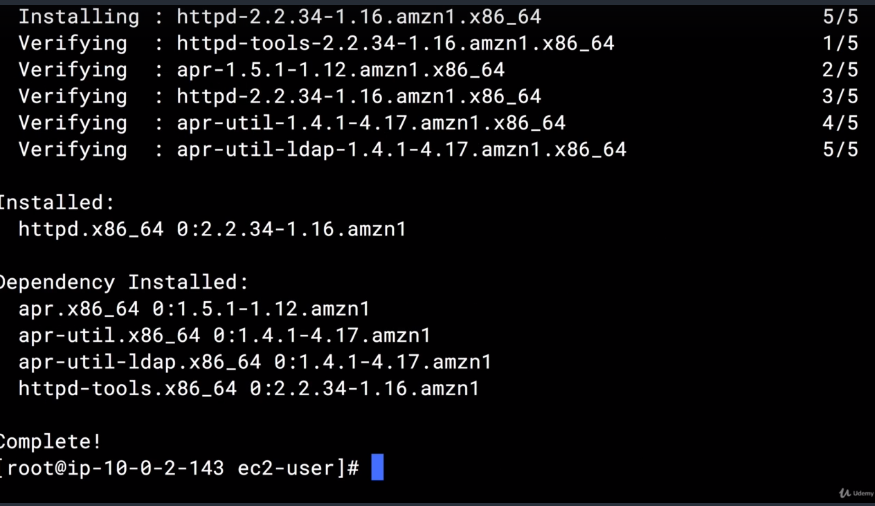 Installing : httpd-2.2.34-1.16.amzn1.x86_64 5/5
Verifying : httpd-tools-2.2.34-1.16.amzn1.x86_64 1/5
Verifying : apr-1.5.1-1.12.amzn1.x86_64 2/5
Verifying : httpd-2.2.34-1.16.amzn1.x86_64 3/5
Verifying : apr-util-1.4.1-4.17.amzn1.x86_64 4/5
Verifying : apr-util-ldap-1.4.1-4.17.amzn1.x86_64 5/5
Installed:
httpd.x86_64 0:2.2.34-1.16.amzn1
Dependency Installed:
apr.x86_64 0:1.5.1-1.12.amzn1
apr-util.x86_64 0:1.4.1-4.17.amzn1
apr-util-ldap.x86_64 0:1.4.1-4.17.amzn1
httpd-tools.x86_64 0:2.2.34-1.16.amzn1
Complete!
[root@ip-10-0-2-143 ec2-user]#
Udemy